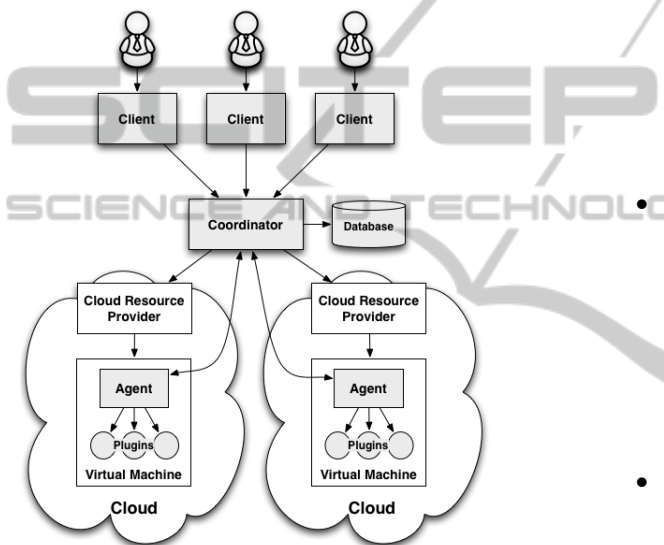 SCITEP
Client
Client
Client
SCIENCE AND TECHNOLO
Coordinator
Database
Cloud Resource
Provider
Cloud Resource
Provider
Agent
Agent
Plugins
Plugins
Virtual Machine
Virtual Machine
Cloud
Cloud